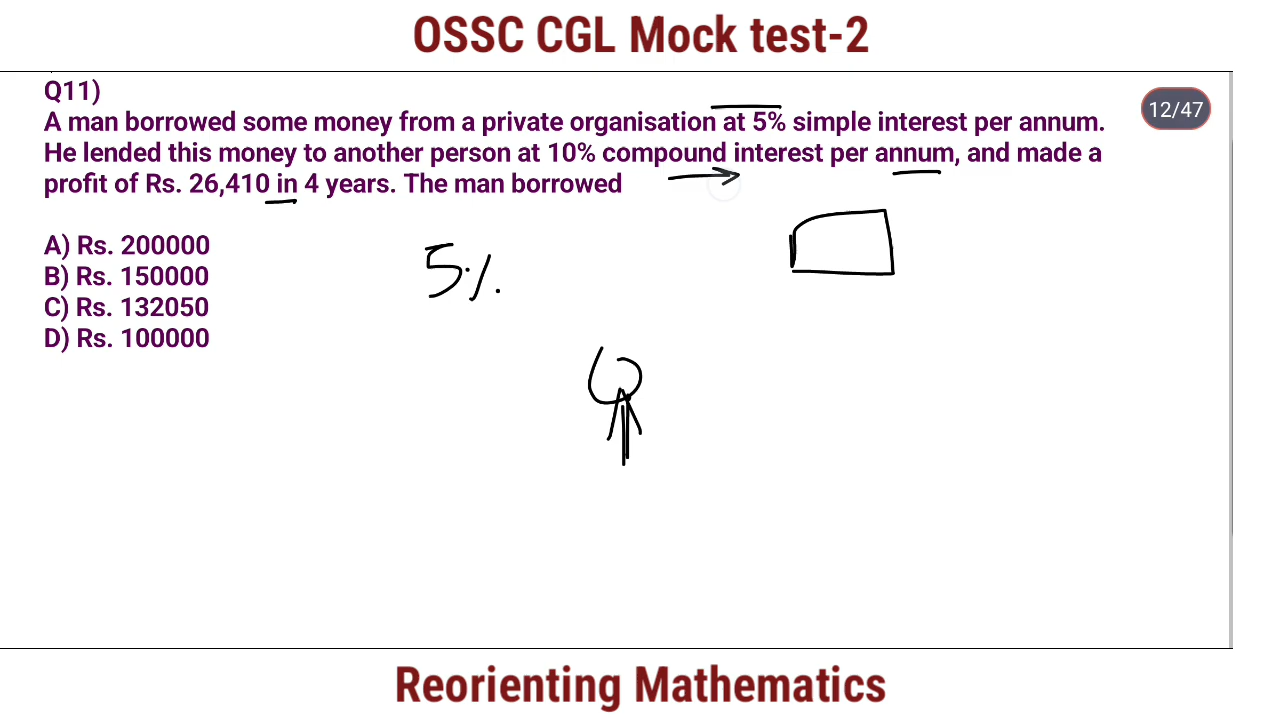 OSSC CGL Mock test-2
Q11)
12/47
A man borrowed some money from a private organisation at 5% simple interest per annum.
He lended this money to another person at 10% compound interest per annum, and made a
profit of Rs. 26,410 in 4 years. The man borrowed
A) Rs. 200000
B) Rs. 150000
C) Rs. 132050
D) Rs. 100000
5%
Reorienting Mathematics